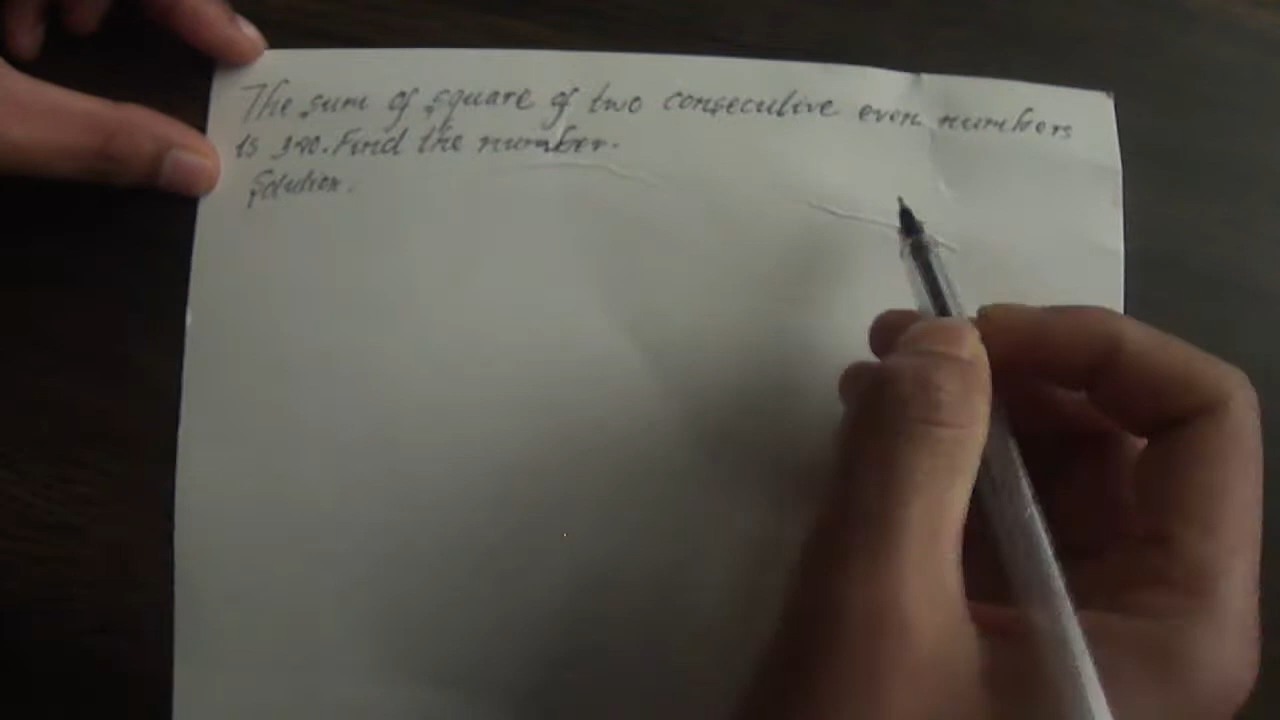 The sum of square of two consecutive even numbers
is 340. Find the number.
Solution.